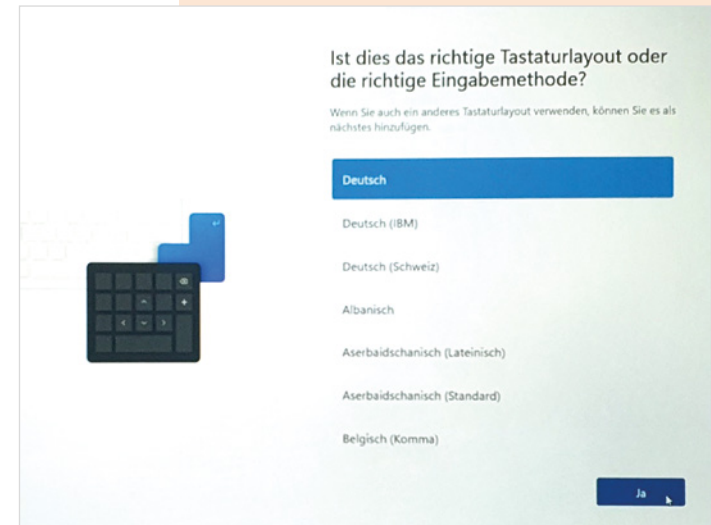 Ist dies das richtige Tastaturlayout oder
die richtige Eingabemethode?
Wenn Sie auch ein anderes Tastaturlayout verwenden, können Sie es als
nächstes hinzufügen.
Deutsch
Deutsch (IBM)
Deutsch (Schweiz)
Albanisch
Aserbaidschanisch (Lateinisch)
Aserbaidschanisch (Standard)
Belgisch (Komma)
Ja